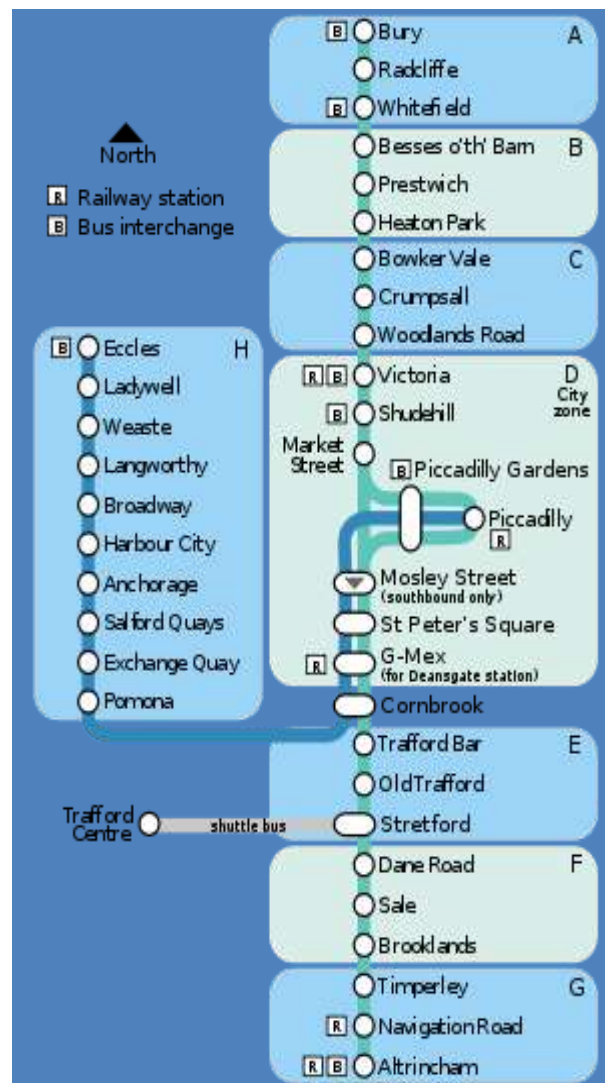 B Bury A
Radcliffe
B Whitefield
North
R Railway station
B Bus interchange
Besses o'th' Barn B
Prestwich
Heaton Park
Bowker Vale C
Crumpsall
Woodlands Road
B Eccles H
Ladywell
Weaste
Langworthy
Broadway
Harbour City
Anchorage
Salford Quays
Exchange Quay
Pomona
R B Victoria D
City
zone
B Shudehill
Market
Street
B Piccadilly Gardens
Piccadilly
R
Mosley Street
(southbound only)
St Peter's Square
R G-Mex
(for Deansgate station)
Cornbrook
Trafford Bar E
Old Trafford
Trafford
Centre
shuttle bus
Stretford
Dane Road F
Sale
Brooklands
Timperley G
R Navigation Road
R B Altrincham